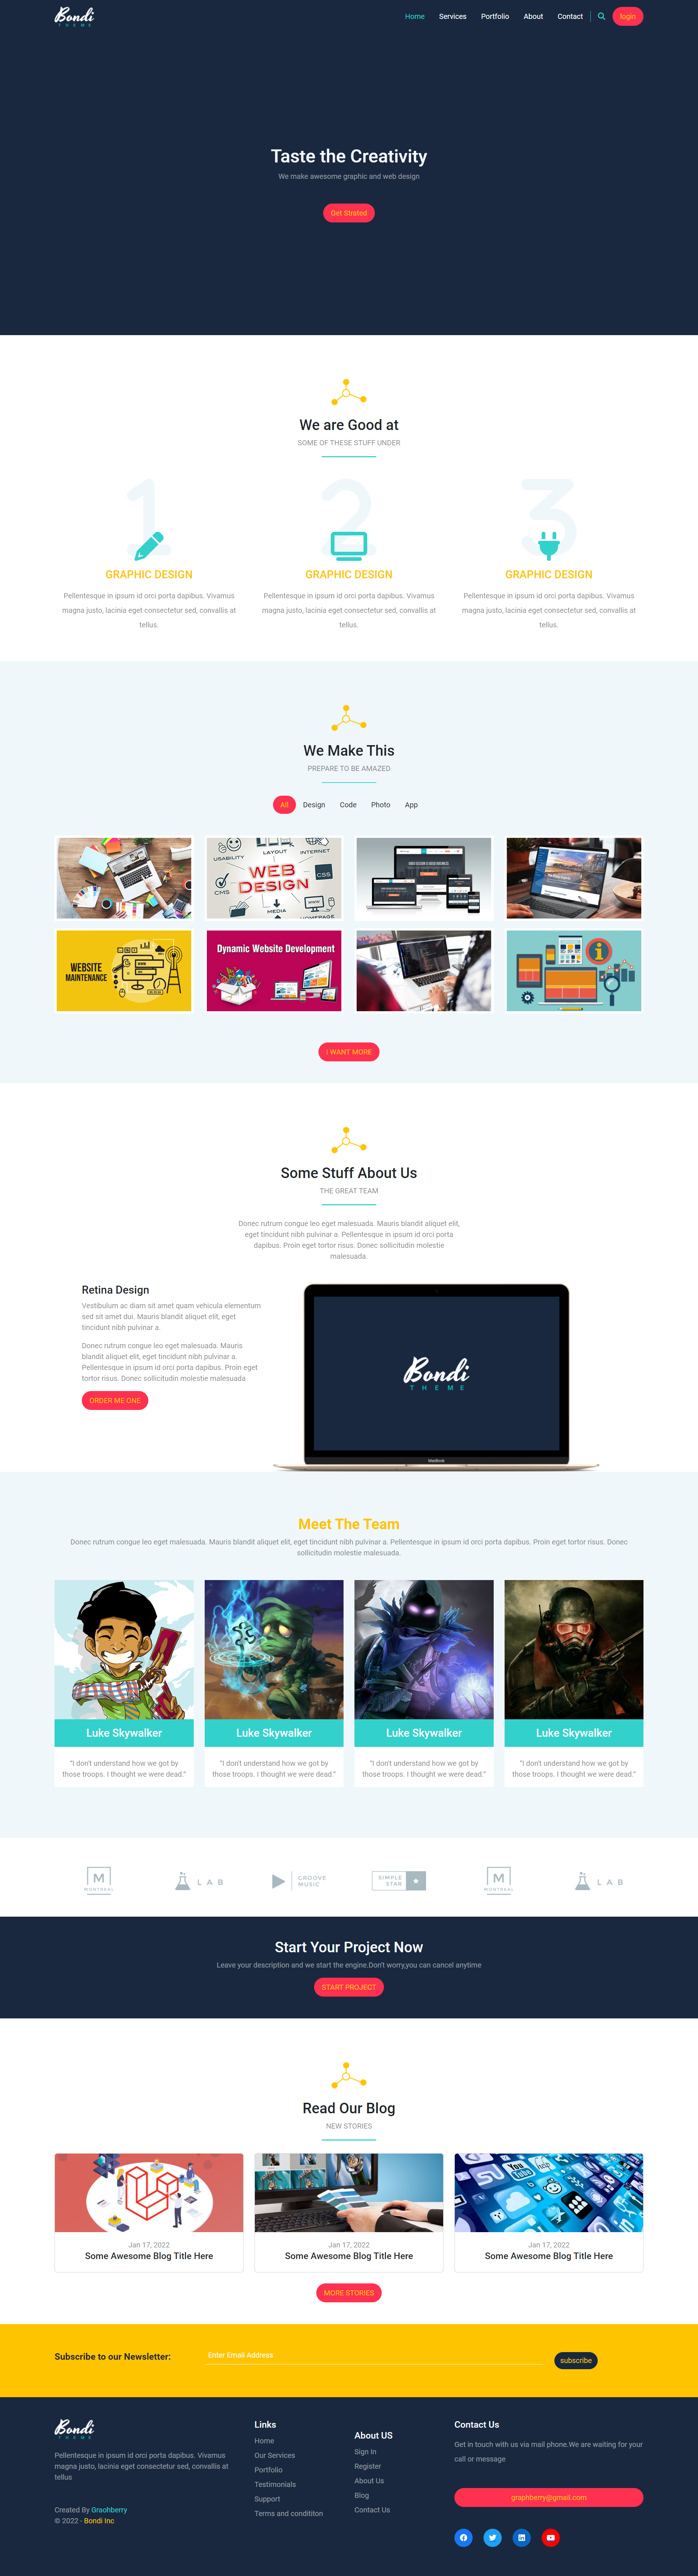 Bondi
THEME
Home
Services
Portfolio
About
Contact
login
Taste the Creativity
We make awesome graphic and web design
Get Strated
We are Good at
SOME OF THESE STUFF UNDER
1
2
3
GRAPHIC DESIGN
GRAPHIC DESIGN
GRAPHIC DESIGN
Pellentesque in ipsum id orci porta dapibus. Vivamus
magna justo, lacinia eget consectetur sed, convallis at
tellus.
Pellentesque in ipsum id orci porta dapibus. Vivamus
magna justo, lacinia eget consectetur sed, convallis at
tellus.
Pellentesque in ipsum id orci porta dapibus. Vivamus
magna justo, lacinia eget consectetur sed, convallis at
tellus.
We Make This
PREPARE TO BE AMAZED
All
Design
Code
Photo
App
USABILITY
LAYOUT
INTERNET
WEB
DESIGN
CSS
CMS
MEDIA
HOMEPAGE
WEBSITE
MAINTENANCE
Dynamic Website Development
I WANT MORE
Some Stuff About Us
THE GREAT TEAM
Donec rutrum congue leo eget malesuada. Mauris blandit aliquet elit,
eget tincidunt nibh pulvinar a. Pellentesque in ipsum id orci porta
dapibus. Proin eget tortor risus. Donec sollicitudin molestie
malesuada.
Retina Design
Vestibulum ac diam sit amet quam vehicula elementum
sed sit amet dui. Mauris blandit aliquet elit, eget
tincidunt nibh pulvinar a.
Donec rutrum congue leo eget malesuada. Mauris
blandit aliquet elit, eget tincidunt nibh pulvinar a.
Pellentesque in ipsum id orci porta dapibus. Proin eget
tortor risus. Donec sollicitudin molestie malesuada
ORDER ME ONE
Bondi
THEME
MacBook
Meet The Team
Donec rutrum congue leo eget malesuada. Mauris blandit aliquet elit, eget tincidunt nibh pulvinar a. Pellentesque in ipsum id orci porta dapibus. Proin eget tortor risus. Donec
sollicitudin molestie malesuada.
Luke Skywalker
Luke Skywalker
Luke Skywalker
Luke Skywalker
"I don't understand how we got by
those troops. I thought we were dead."
"I don't understand how we got by
those troops. I thought we were dead."
"I don't understand how we got by
those troops. I thought we were dead."
"I don't understand how we got by
those troops. I thought we were dead."
M
MONTREAL
LAB
GROOVE
MUSIC
SIMPLE
STAR
M
MONTREAL
LAB
Start Your Project Now
Leave your description and we start the engine.Don't worry,you can cancel anytime
START PROJECT
Read Our Blog
NEW STORIES
You
Tube
Jan 17, 2022
Some Awesome Blog Title Here
Jan 17, 2022
Some Awesome Blog Title Here
Jan 17, 2022
Some Awesome Blog Title Here
MORE STORIES
Subscribe to our Newsletter:
Enter Email Address
subscribe
Bondi
THEME
Pellentesque in ipsum id orci porta dapibus. Vivamus
magna justo, lacinia eget consectetur sed, convallis at
tellus
Created By Graohberry
© 2022 - Bondi Inc
Links
Home
Our Services
Portfolio
Testimonials
Support
Terms and condititon
About US
Sign In
Register
About Us
Blog
Contact Us
Contact Us
Get in touch with us via mail phone.We are waiting for your
call or message
graphberry@gmail.com